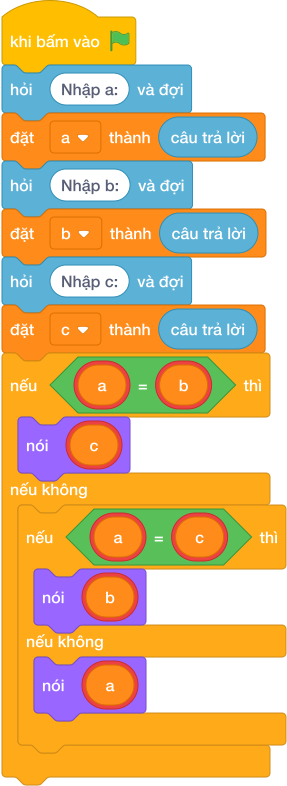 khi bấm vào
hỏi Nhập a: và đợi
đặt a thành câu trả lời
hỏi Nhập b: và đợi
đặt b thành câu trả lời
hỏi Nhập c: và đợi
đặt c thành câu trả lời
nếu a = b thì
nói c
nếu không
nếu a = c thì
nói b
nếu không
nói a